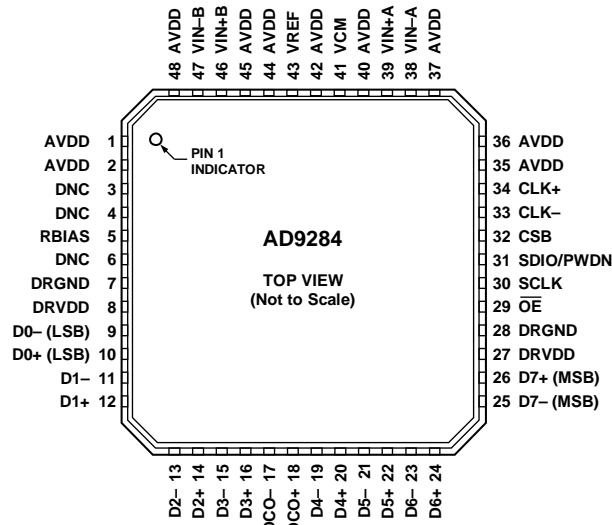 48 AVDD
47 VIN–B
46 VIN+B
45 AVDD
44 AVDD
43 VREF
42 AVDD
41 VCM
40 AVDD
39 VIN+A
38 VIN–A
37 AVDD
AVDD 1
AVDD 2
DNC 3
DNC 4
RBIAS 5
DNC 6
DRGND 7
DRVDD 8
D0– (LSB) 9
D0+ (LSB) 10
D1– 11
D1+ 12
PIN 1
INDICATOR
AD9284
TOP VIEW
(Not to Scale)
36 AVDD
35 AVDD
34 CLK+
33 CLK–
32 CSB
31 SDIO/PWDN
30 SCLK
29 OE
28 DRGND
27 DRVDD
26 D7+ (MSB)
25 D7– (MSB)
D2– 13
D2+ 14
D3– 15
D3+ 16
DCO– 17
DCO+ 18
D4– 19
D4+ 20
D5– 21
D5+ 22
D6– 23
D6+ 24